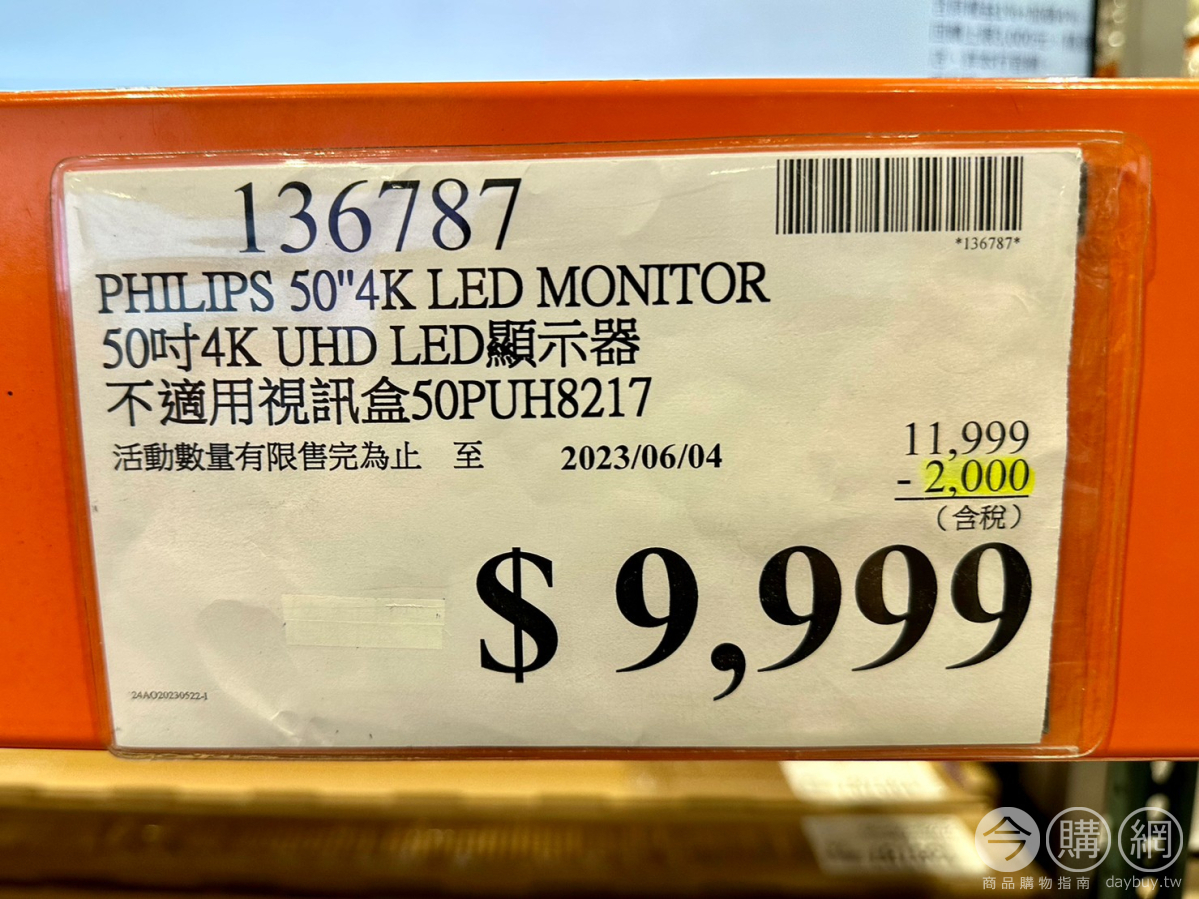 136787
*136787*
PHILIPS 50"4K LED MONITOR
50吋4K UHD LED顯示器
不適用視訊盒50PUH8217
活動數量有限售完為止 至 2023/06/04
11,999
- 2,000
(含稅)
$ 9,999
24AO20230522-1
今購網
商品購物指南 daybuy.tw